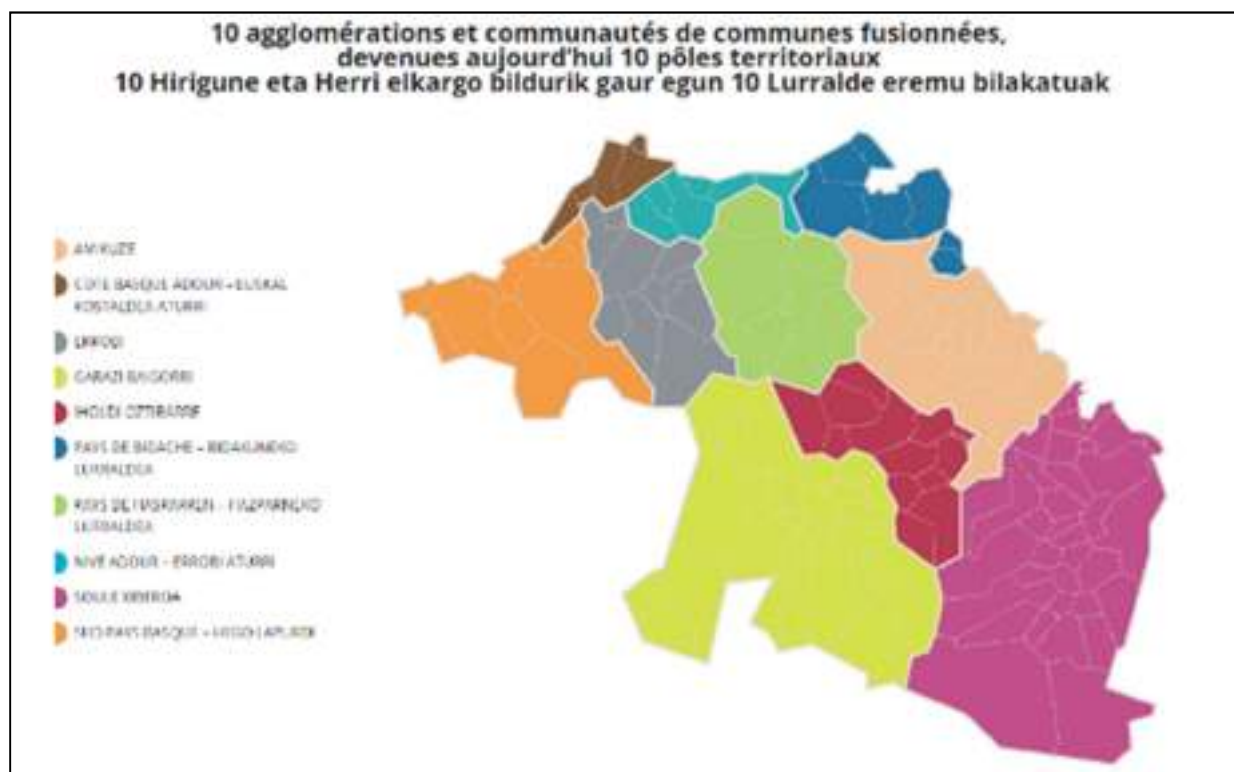 10 agglomérations et communautés de communes fusionnées,
devenues aujourd'hui 10 pôles territoriaux
10 Hirigune eta Herri elkargo bildurik gaur egun 10 Lurralde eremu bilakatuak
AMIKUZE
COTE BASQUE ADOUR – EUSKAL
KOSTALDEA ATURRI
ERROBI
GARAZI BAIGORRI
IHOLDI OZTIBARRE
PAYS DE BIDACHE – BIDAXUNEKO
LURRALDEA
PAYS DE HASPARREN – HAZPARNEKO
LURRALDEA
NIVE ADOUR – ERROBI ATURRI
SOULE XIBEROA
SUD PAYS BASQUE – HEGO LAPURDI